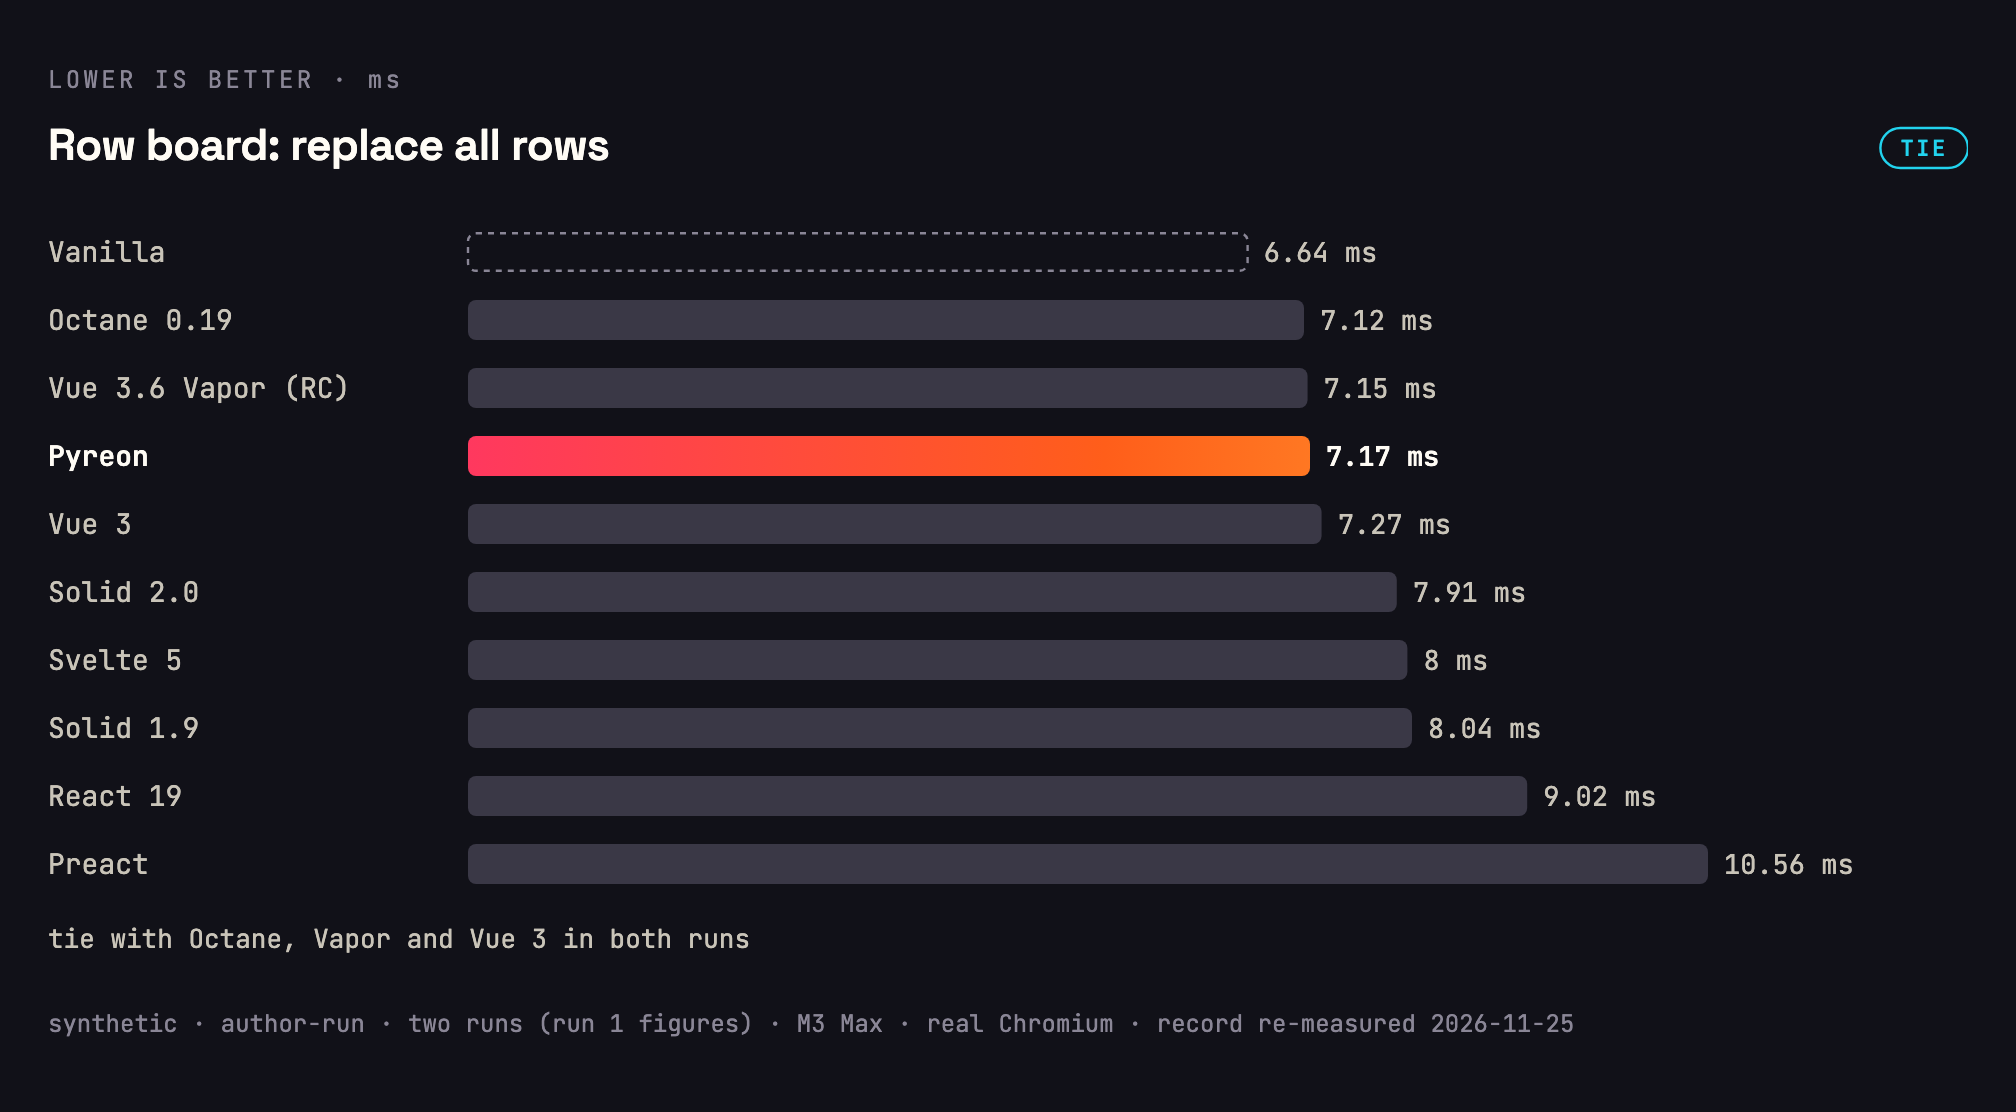 LOWER IS BETTER · ms
Row board: replace all rows
TIE
Vanilla 6.64 ms
Octane 0.19 7.12 ms
Vue 3.6 Vapor (RC) 7.15 ms
Pyreon 7.17 ms
Vue 3 7.27 ms
Solid 2.0 7.91 ms
Svelte 5 8 ms
Solid 1.9 8.04 ms
React 19 9.02 ms
Preact 10.56 ms
tie with Octane, Vapor and Vue 3 in both runs
synthetic · author-run · two runs (run 1 figures) · M3 Max · real Chromium · record re-measured 2026-11-25